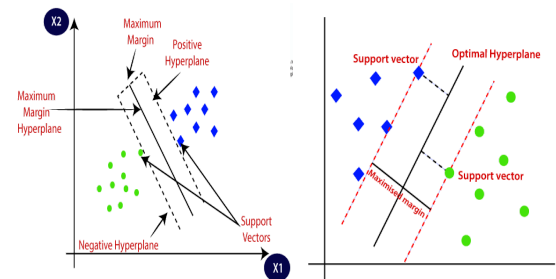 X2
Maximum
Margin
Positive
Hyperplane
Maximum
Margin
Hyperplane
Support
Vectors
Negative Hyperplane
X1
Support vector
Optimal Hyperplane
Support vector
Maximised margin